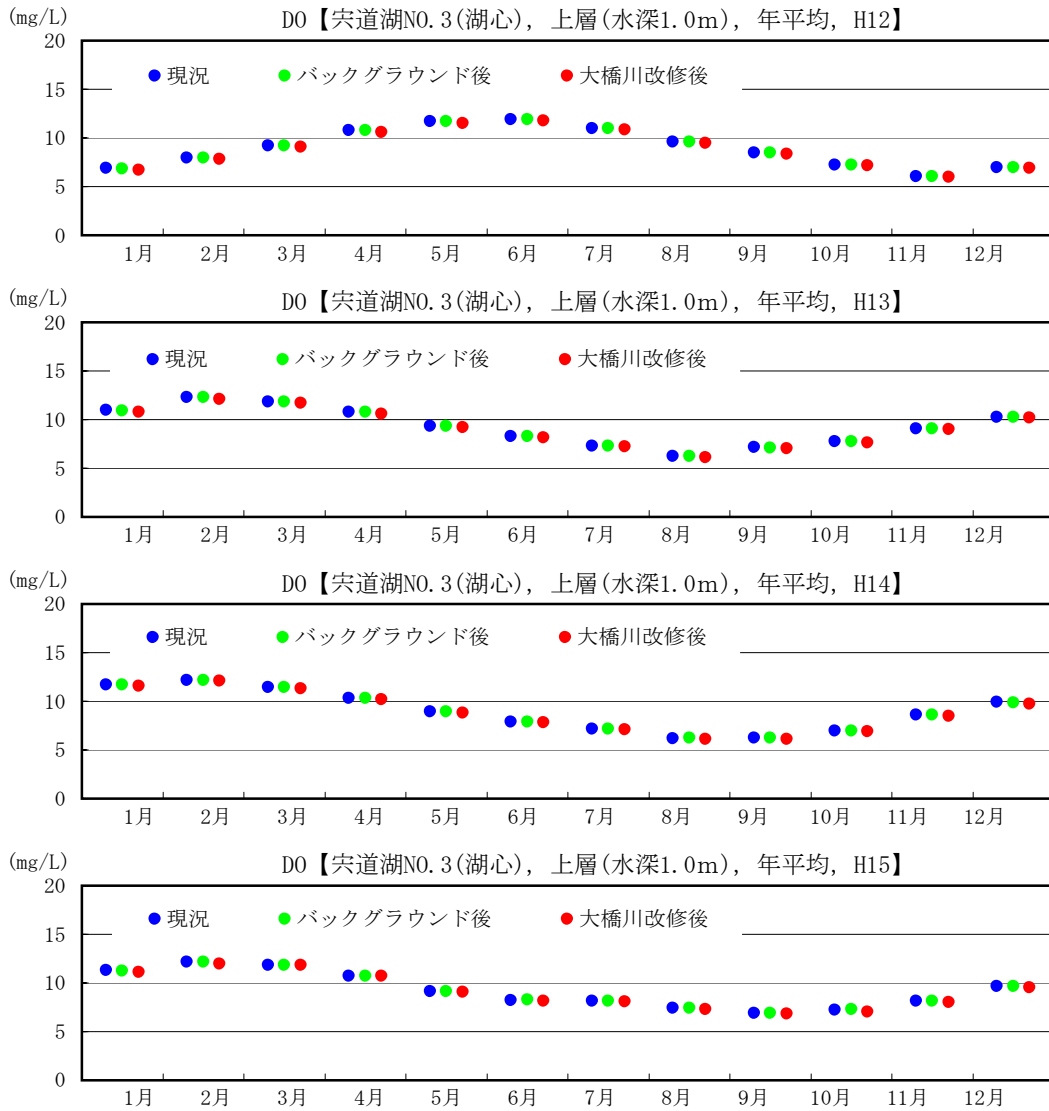 (mg/L) DO【宍道湖NO.3(湖心), 上層(水深1.0m), 年平均, H12】
20
15
10
5
0
現況 バックグラウンド後 大橋川改修後
1月 2月 3月 4月 5月 6月 7月 8月 9月 10月 11月 12月
(mg/L) DO【宍道湖NO.3(湖心), 上層(水深1.0m), 年平均, H13】
20
15
10
5
0
現況 バックグラウンド後 大橋川改修後
1月 2月 3月 4月 5月 6月 7月 8月 9月 10月 11月 12月
(mg/L) DO【宍道湖NO.3(湖心), 上層(水深1.0m), 年平均, H14】
20
15
10
5
0
現況 バックグラウンド後 大橋川改修後
1月 2月 3月 4月 5月 6月 7月 8月 9月 10月 11月 12月
(mg/L) DO【宍道湖NO.3(湖心), 上層(水深1.0m), 年平均, H15】
20
15
10
5
0
現況 バックグラウンド後 大橋川改修後
1月 2月 3月 4月 5月 6月 7月 8月 9月 10月 11月 12月